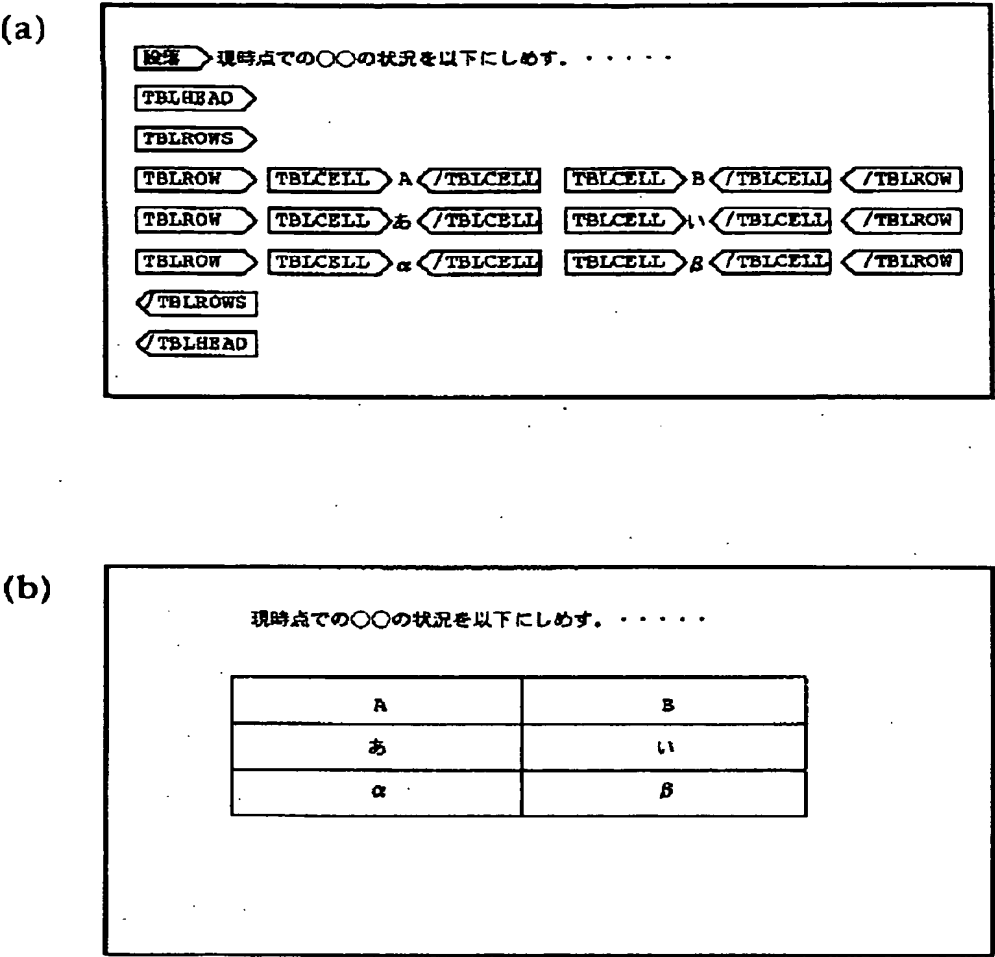 (a)
段落 現時点での○○の状況を以下にしめす。・・・・・
TBLHEAD
TBLROWS
TBLROW TBLCELL A /TBLCELL TBLCELL B /TBLCELL /TBLROW
TBLROW TBLCELL あ /TBLCELL TBLCELL い /TBLCELL /TBLROW
TBLROW TBLCELL α /TBLCELL TBLCELL β /TBLCELL /TBLROW
/TBLROWS
/TBLHEAD
(b)
現時点での○○の状況を以下にしめす。・・・・・
A B
あ い
α β